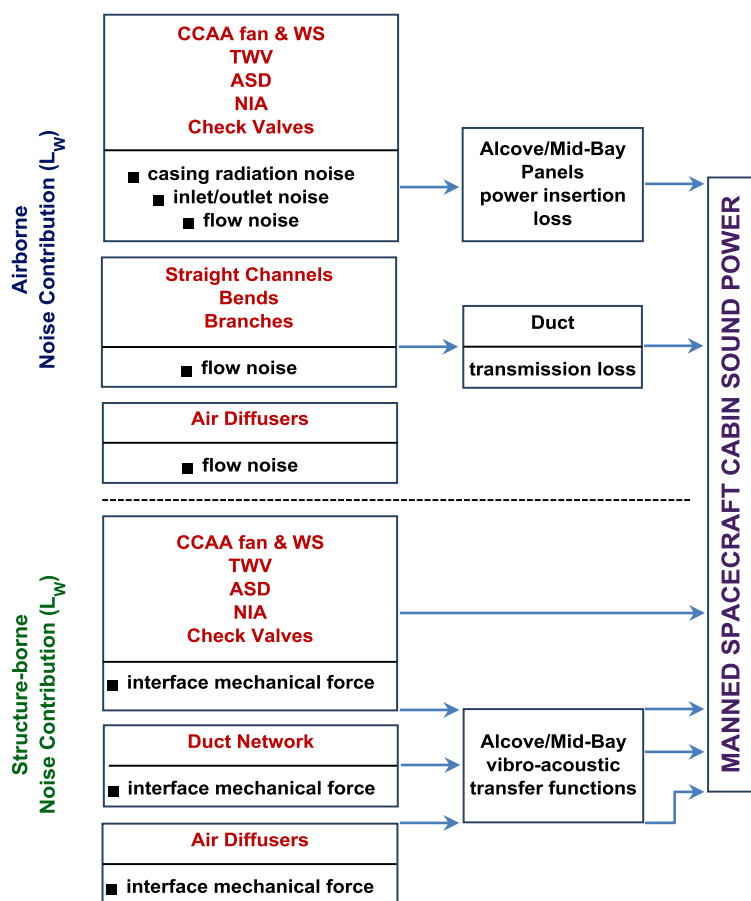 Airborne
Noise Contribution (LW)
CCAA fan & WS
TWV
ASD
NIA
Check Valves
■ casing radiation noise
■ inlet/outlet noise
■ flow noise
Alcove/Mid-Bay
Panels
power insertion
loss
Straight Channels
Bends
Branches
■ flow noise
Duct
transmission loss
Air Diffusers
■ flow noise
Structure-borne
Noise Contribution (LW)
CCAA fan & WS
TWV
ASD
NIA
Check Valves
■ interface mechanical force
Duct Network
■ interface mechanical force
Alcove/Mid-Bay
vibro-acoustic
transfer functions
Air Diffusers
■ interface mechanical force
MANNED SPACECRAFT CABIN SOUND POWER